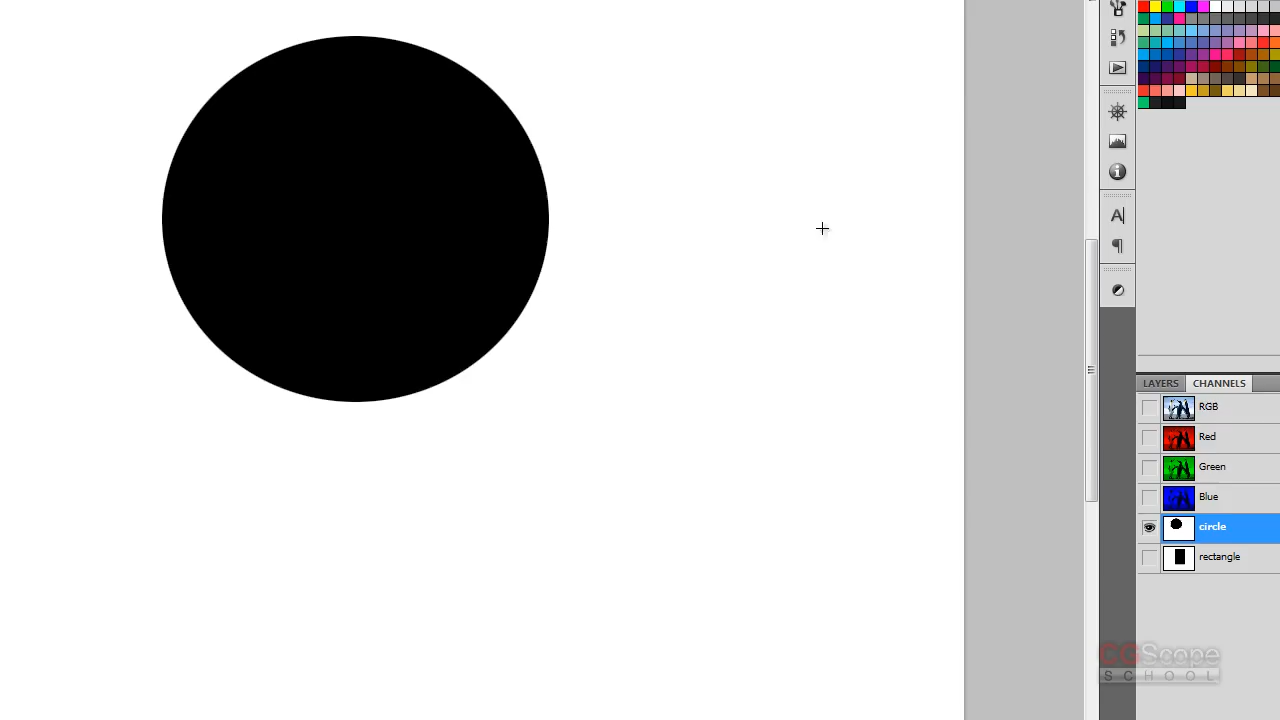 A
LAYERS CHANNELS
RGB
Red
Green
Blue
circle
rectangle
CGScope
SCHOOL